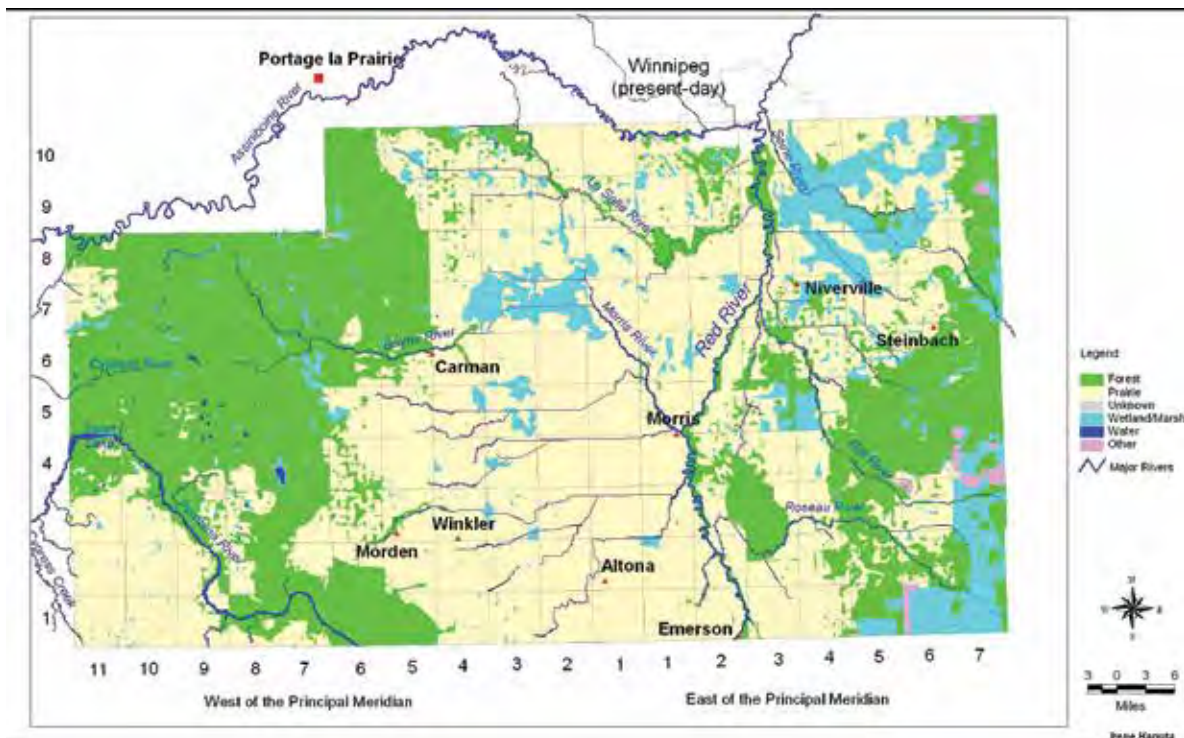 Portage la Prairie
Winnipeg
(present-day)
Assiniboine River
Seine River
La Salle River
10
9
8
7
6
5
4
1
Niverville
Red River
Morris River
Steinbach
Boyne River
Carman
Cypress River
Morris
Rat River
Roseau River
Winkler
Morden
Pembina River
Cypress Creek
Altona
Emerson
11 10 9 8 7 6 5 4 3 2 1 1 2 3 4 5 6 7
West of the Principal Meridian
East of the Principal Meridian
Legend
Forest
Prairie
Unknown
Wetland/Marsh
Water
Other
Major Rivers
N
W
E
S
3 0 3 6
Miles